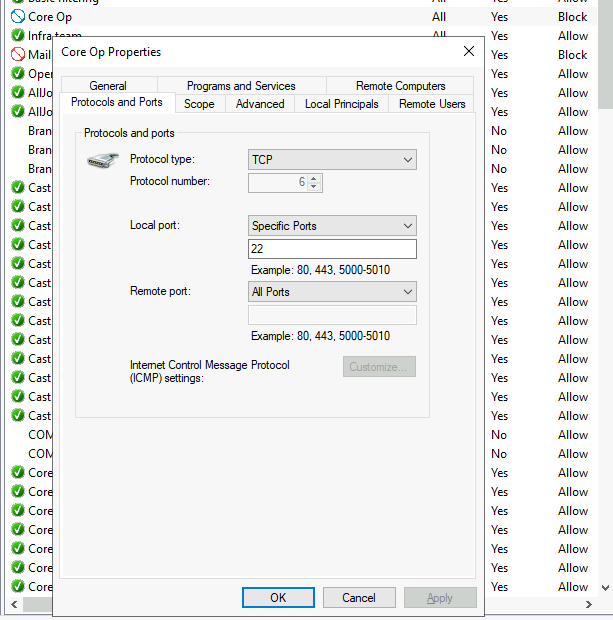 Core Op All Yes Block
Infra team All Yes Allow
Mail Yes Block
Core Op Properties
General Programs and Services Remote Computers
Protocols and Ports Scope Advanced Local Principals Remote Users
Protocols and ports
Protocol type: TCP
Protocol number: 6
Local port: Specific Ports
22
Example: 80, 443, 5000-5010
Remote port: All Ports
Example: 80, 443, 5000-5010
Internet Control Message Protocol
(ICMP) settings:
Customize...
OK Cancel Apply
Oper Yes Allow
AllJo Yes Allow
AllJo Yes Allow
Bran No Allow
Bran No Allow
Bran No Allow
Cast Yes Allow
Cast Yes Allow
Cast Yes Allow
Cast Yes Allow
Cast Yes Allow
Cast Yes Allow
Cast Yes Allow
Cast Yes Allow
Cast Yes Allow
Cast Yes Allow
Cast Yes Allow
Cast Yes Allow
Cast Yes Allow
COM No Allow
COM No Allow
Core Yes Allow
Core Yes Allow
Core Yes Allow
Core Yes Allow
Core Yes Allow
Core Yes Allow
Core Yes Allow